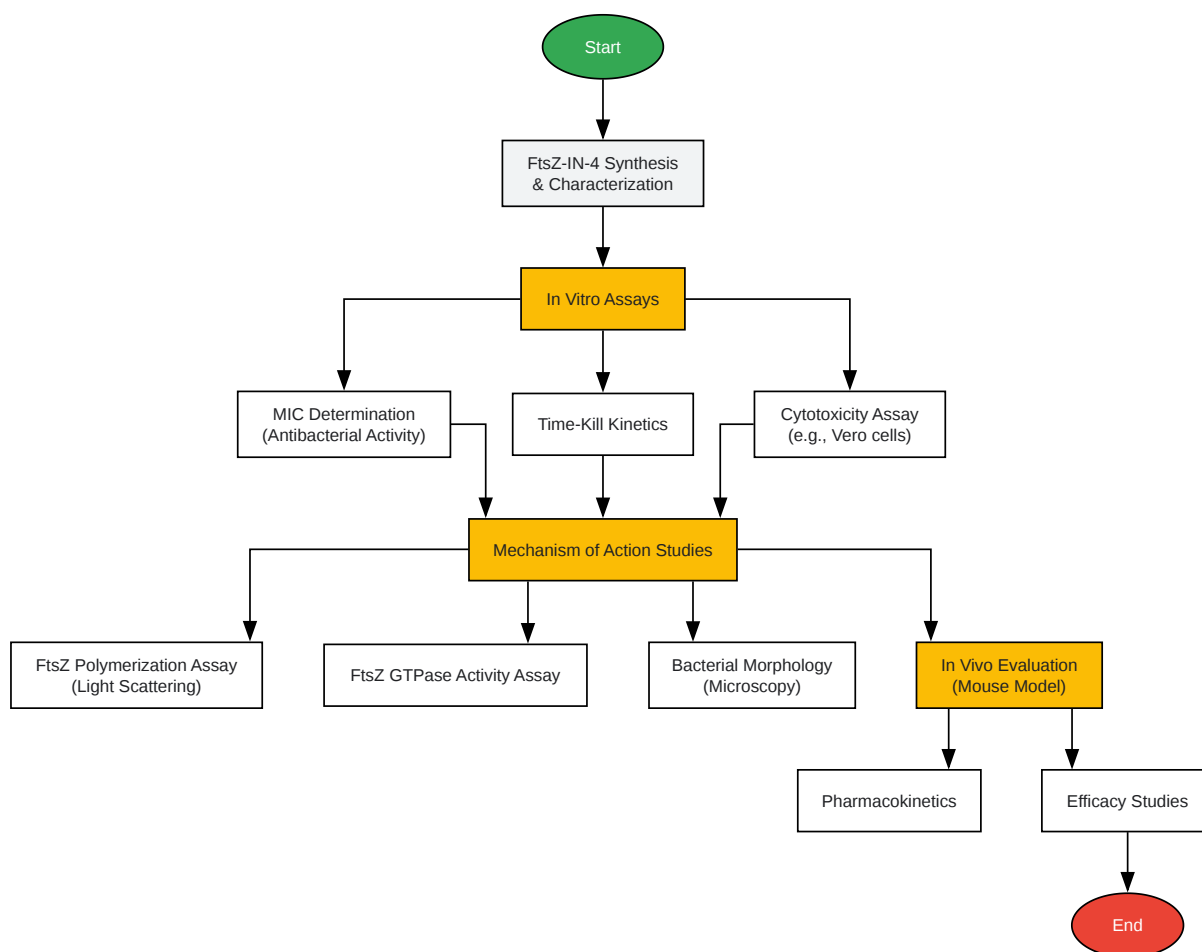 Start
FtsZ-IN-4 Synthesis
& Characterization
In Vitro Assays
MIC Determination
(Antibacterial Activity)
Time-Kill Kinetics
Cytotoxicity Assay
(e.g., Vero cells)
Mechanism of Action Studies
FtsZ Polymerization Assay
(Light Scattering)
FtsZ GTPase Activity Assay
Bacterial Morphology
(Microscopy)
In Vivo Evaluation
(Mouse Model)
Pharmacokinetics
Efficacy Studies
End